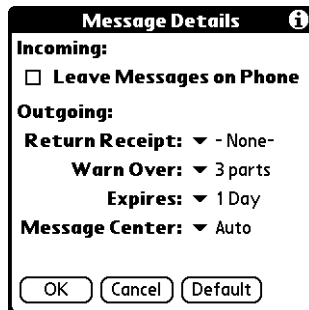 Message Details
Incoming:
Leave Messages on Phone
Outgoing:
Return Receipt: - None-
Warn Over: 3 parts
Expires: 1 Day
Message Center: Auto
OK Cancel Default